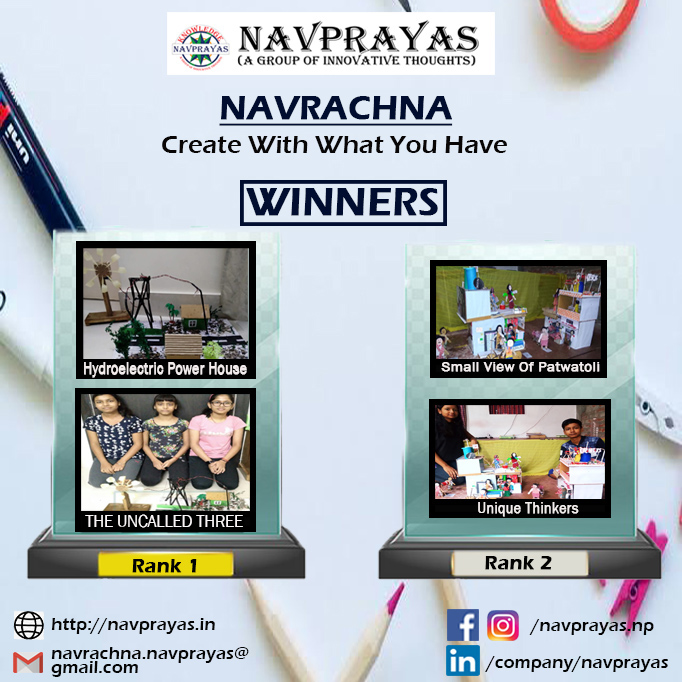 KNOWLEDGE
NAVPRAYAS
NAVPRAYAS
(A GROUP OF INNOVATIVE THOUGHTS)
NAVRACHNA
Create With What You Have
WINNERS
uni
Hydroelectric Power House
THE UNCALLED THREE
Rank 1
Small View Of Patwatoli
Unique Thinkers
Rank 2
http://navprayas.in
navrachna.navprayas@
gmail.com
/navprayas.np
/company/navprayas